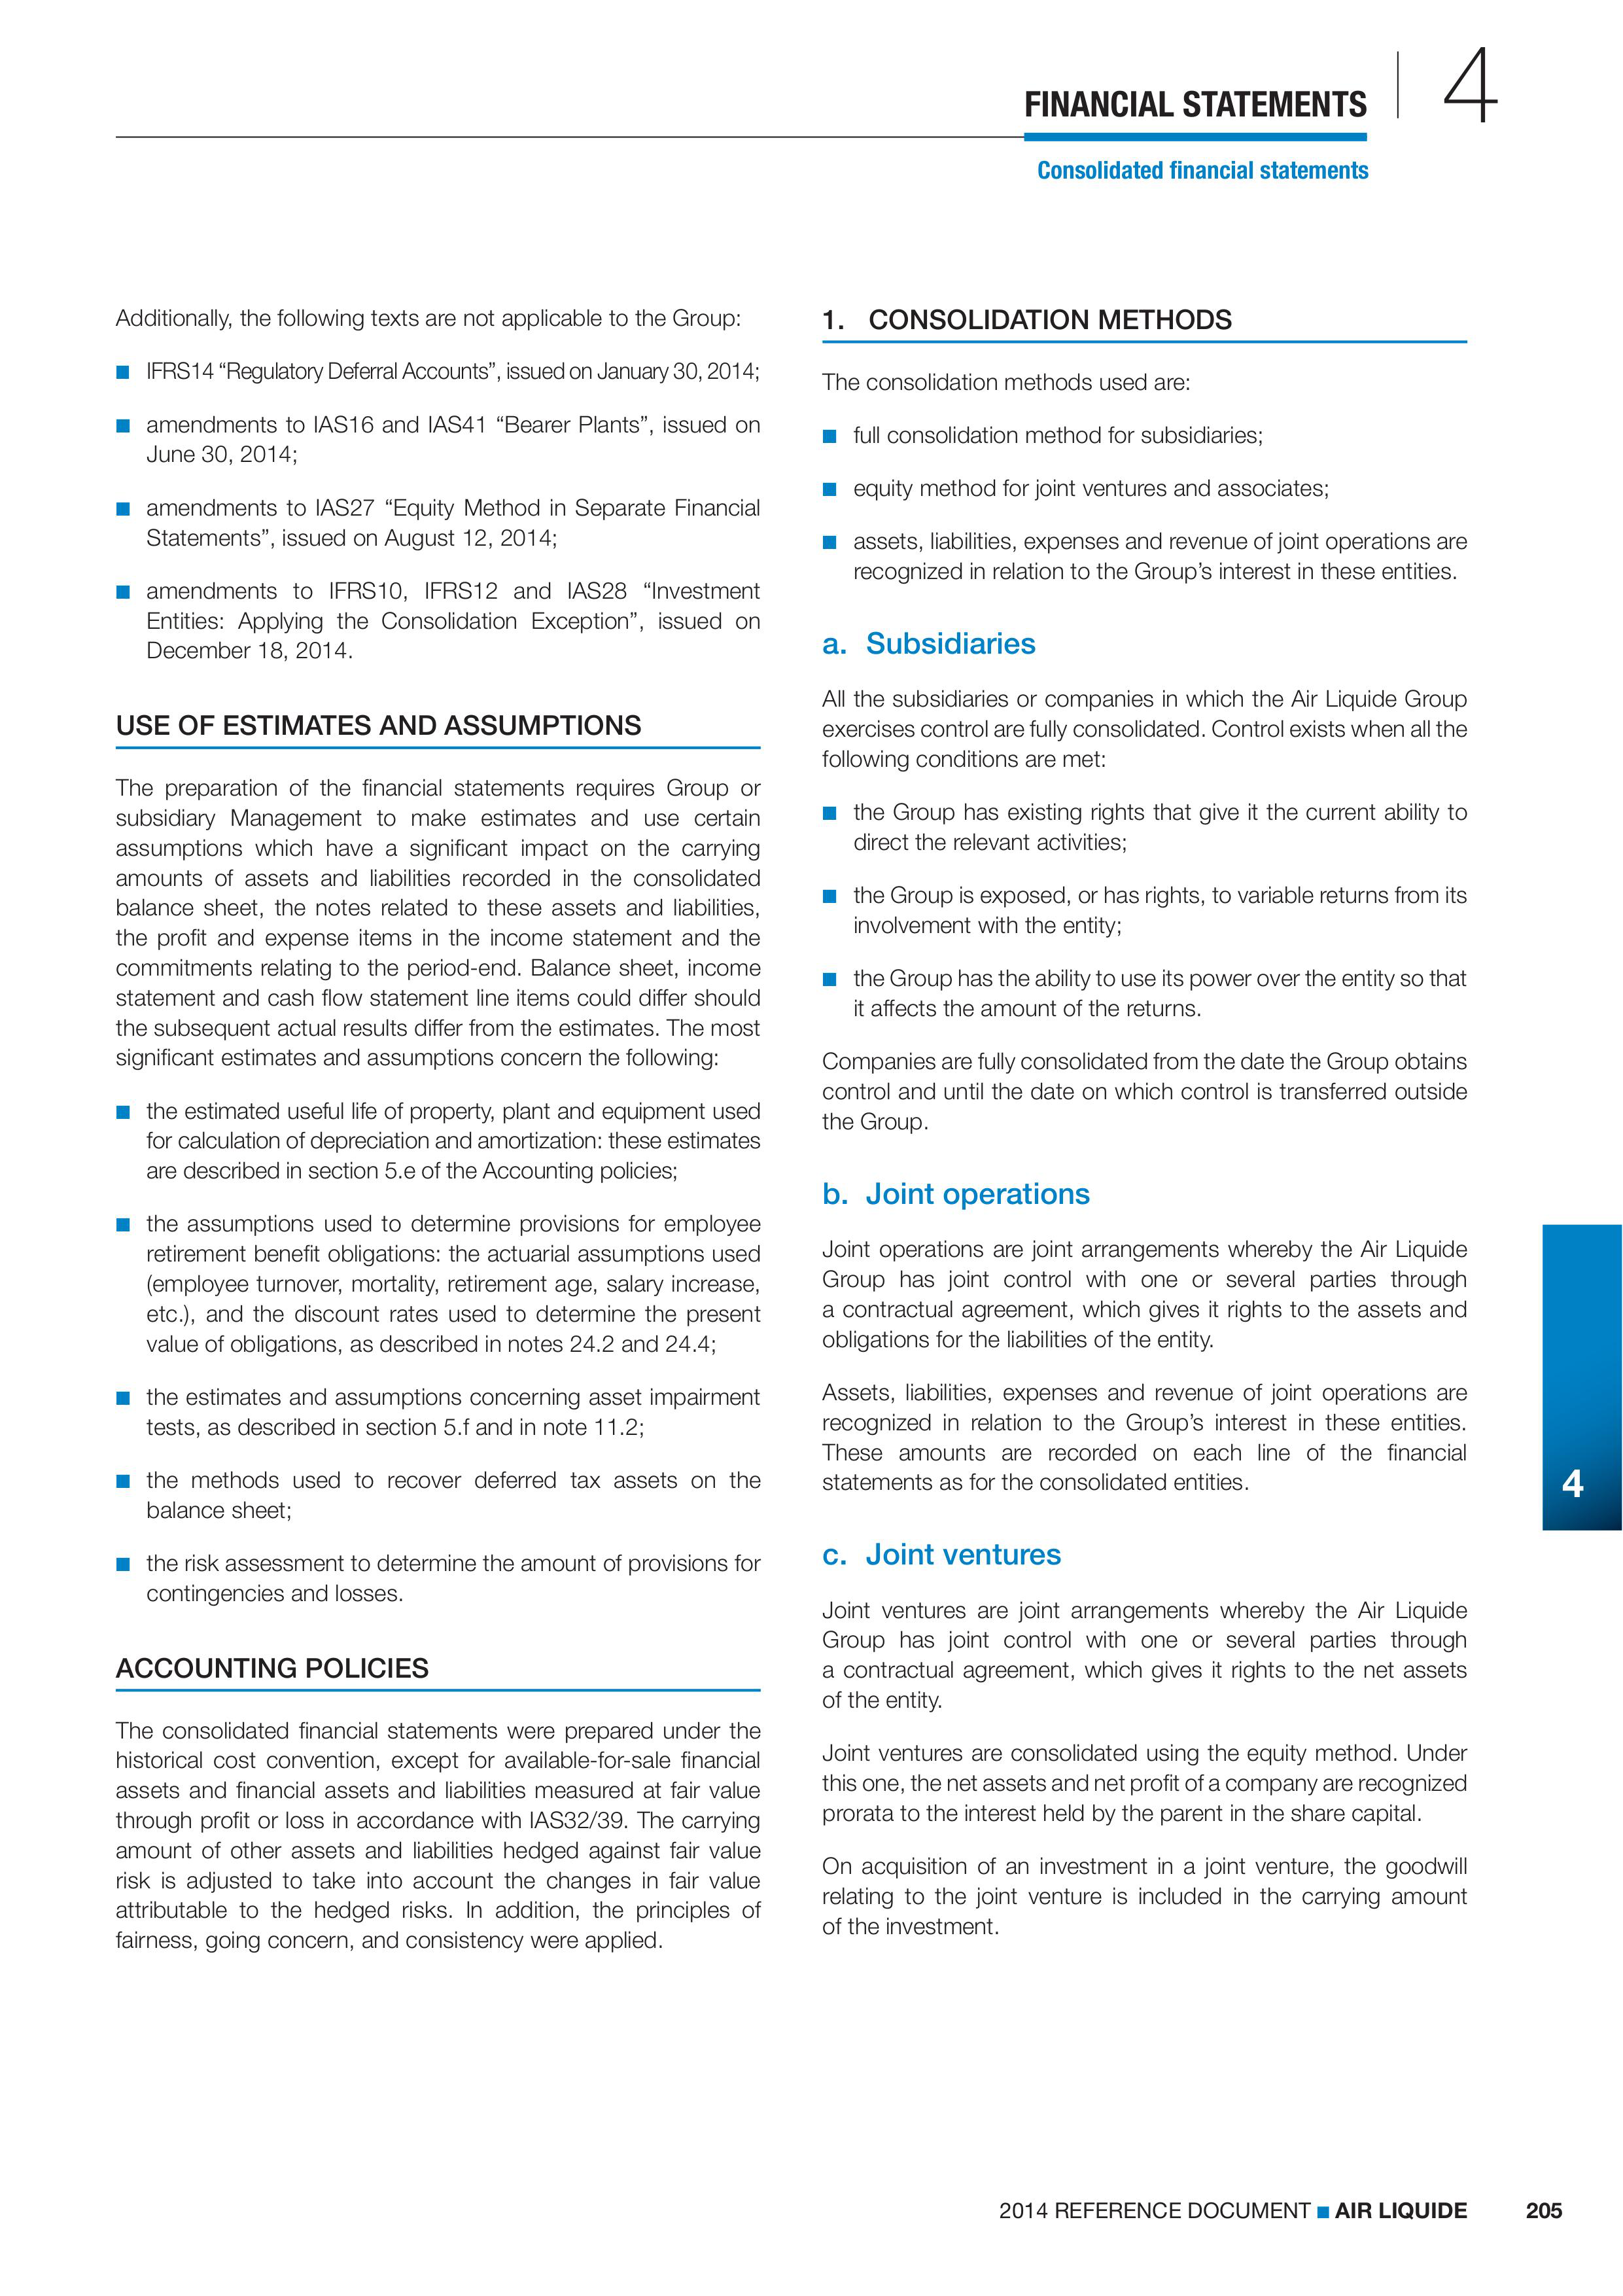 FINANCIAL STATEMENTS
4
Consolidated financial statements
Additionally, the following texts are not applicable to the Group:
■ IFRS14 “Regulatory Deferral Accounts”, issued on January 30, 2014;
■ amendments to IAS16 and IAS41 “Bearer Plants”, issued on
June 30, 2014;
■ amendments to IAS27 “Equity Method in Separate Financial
Statements”, issued on August 12, 2014;
■ amendments to IFRS10, IFRS12 and IAS28 “Investment
Entities: Applying the Consolidation Exception”, issued on
December 18, 2014.
USE OF ESTIMATES AND ASSUMPTIONS
The preparation of the financial statements requires Group or
subsidiary Management to make estimates and use certain
assumptions which have a significant impact on the carrying
amounts of assets and liabilities recorded in the consolidated
balance sheet, the notes related to these assets and liabilities,
the profit and expense items in the income statement and the
commitments relating to the period-end. Balance sheet, income
statement and cash flow statement line items could differ should
the subsequent actual results differ from the estimates. The most
significant estimates and assumptions concern the following:
■ the estimated useful life of property, plant and equipment used
for calculation of depreciation and amortization: these estimates
are described in section 5.e of the Accounting policies;
■ the assumptions used to determine provisions for employee
retirement benefit obligations: the actuarial assumptions used
(employee turnover, mortality, retirement age, salary increase,
etc.), and the discount rates used to determine the present
value of obligations, as described in notes 24.2 and 24.4;
■ the estimates and assumptions concerning asset impairment
tests, as described in section 5.f and in note 11.2;
■ the methods used to recover deferred tax assets on the
balance sheet;
■ the risk assessment to determine the amount of provisions for
contingencies and losses.
ACCOUNTING POLICIES
The consolidated financial statements were prepared under the
historical cost convention, except for available-for-sale financial
assets and financial assets and liabilities measured at fair value
through profit or loss in accordance with IAS32/39. The carrying
amount of other assets and liabilities hedged against fair value
risk is adjusted to take into account the changes in fair value
attributable to the hedged risks. In addition, the principles of
fairness, going concern, and consistency were applied.
1. CONSOLIDATION METHODS
The consolidation methods used are:
■ full consolidation method for subsidiaries;
■ equity method for joint ventures and associates;
■ assets, liabilities, expenses and revenue of joint operations are
recognized in relation to the Group’s interest in these entities.
a. Subsidiaries
All the subsidiaries or companies in which the Air Liquide Group
exercises control are fully consolidated. Control exists when all the
following conditions are met:
■ the Group has existing rights that give it the current ability to
direct the relevant activities;
■ the Group is exposed, or has rights, to variable returns from its
involvement with the entity;
■ the Group has the ability to use its power over the entity so that
it affects the amount of the returns.
Companies are fully consolidated from the date the Group obtains
control and until the date on which control is transferred outside
the Group.
b. Joint operations
Joint operations are joint arrangements whereby the Air Liquide
Group has joint control with one or several parties through
a contractual agreement, which gives it rights to the assets and
obligations for the liabilities of the entity.
Assets, liabilities, expenses and revenue of joint operations are
recognized in relation to the Group’s interest in these entities.
These amounts are recorded on each line of the financial
statements as for the consolidated entities.
c. Joint ventures
Joint ventures are joint arrangements whereby the Air Liquide
Group has joint control with one or several parties through
a contractual agreement, which gives it rights to the net assets
of the entity.
Joint ventures are consolidated using the equity method. Under
this one, the net assets and net profit of a company are recognized
prorata to the interest held by the parent in the share capital.
On acquisition of an investment in a joint venture, the goodwill
relating to the joint venture is included in the carrying amount
of the investment.
4
2014 REFERENCE DOCUMENT ■ AIR LIQUIDE 205